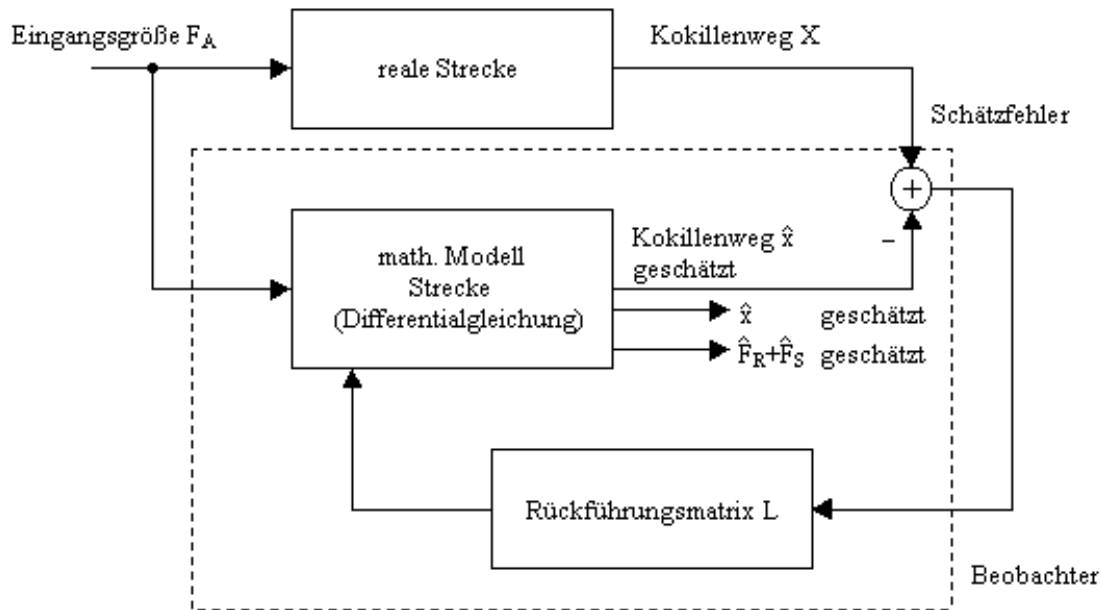 Eingangsgröße F_A
Kokillenweg X
reale Strecke
Schätzfehler
+
–
math. Modell
Strecke
(Differentialgleichung)
Kokillenweg x̂
geschätzt
x̂ geschätzt
F̂_R+F̂_S geschätzt
Rückführungsmatrix L
Beobachter